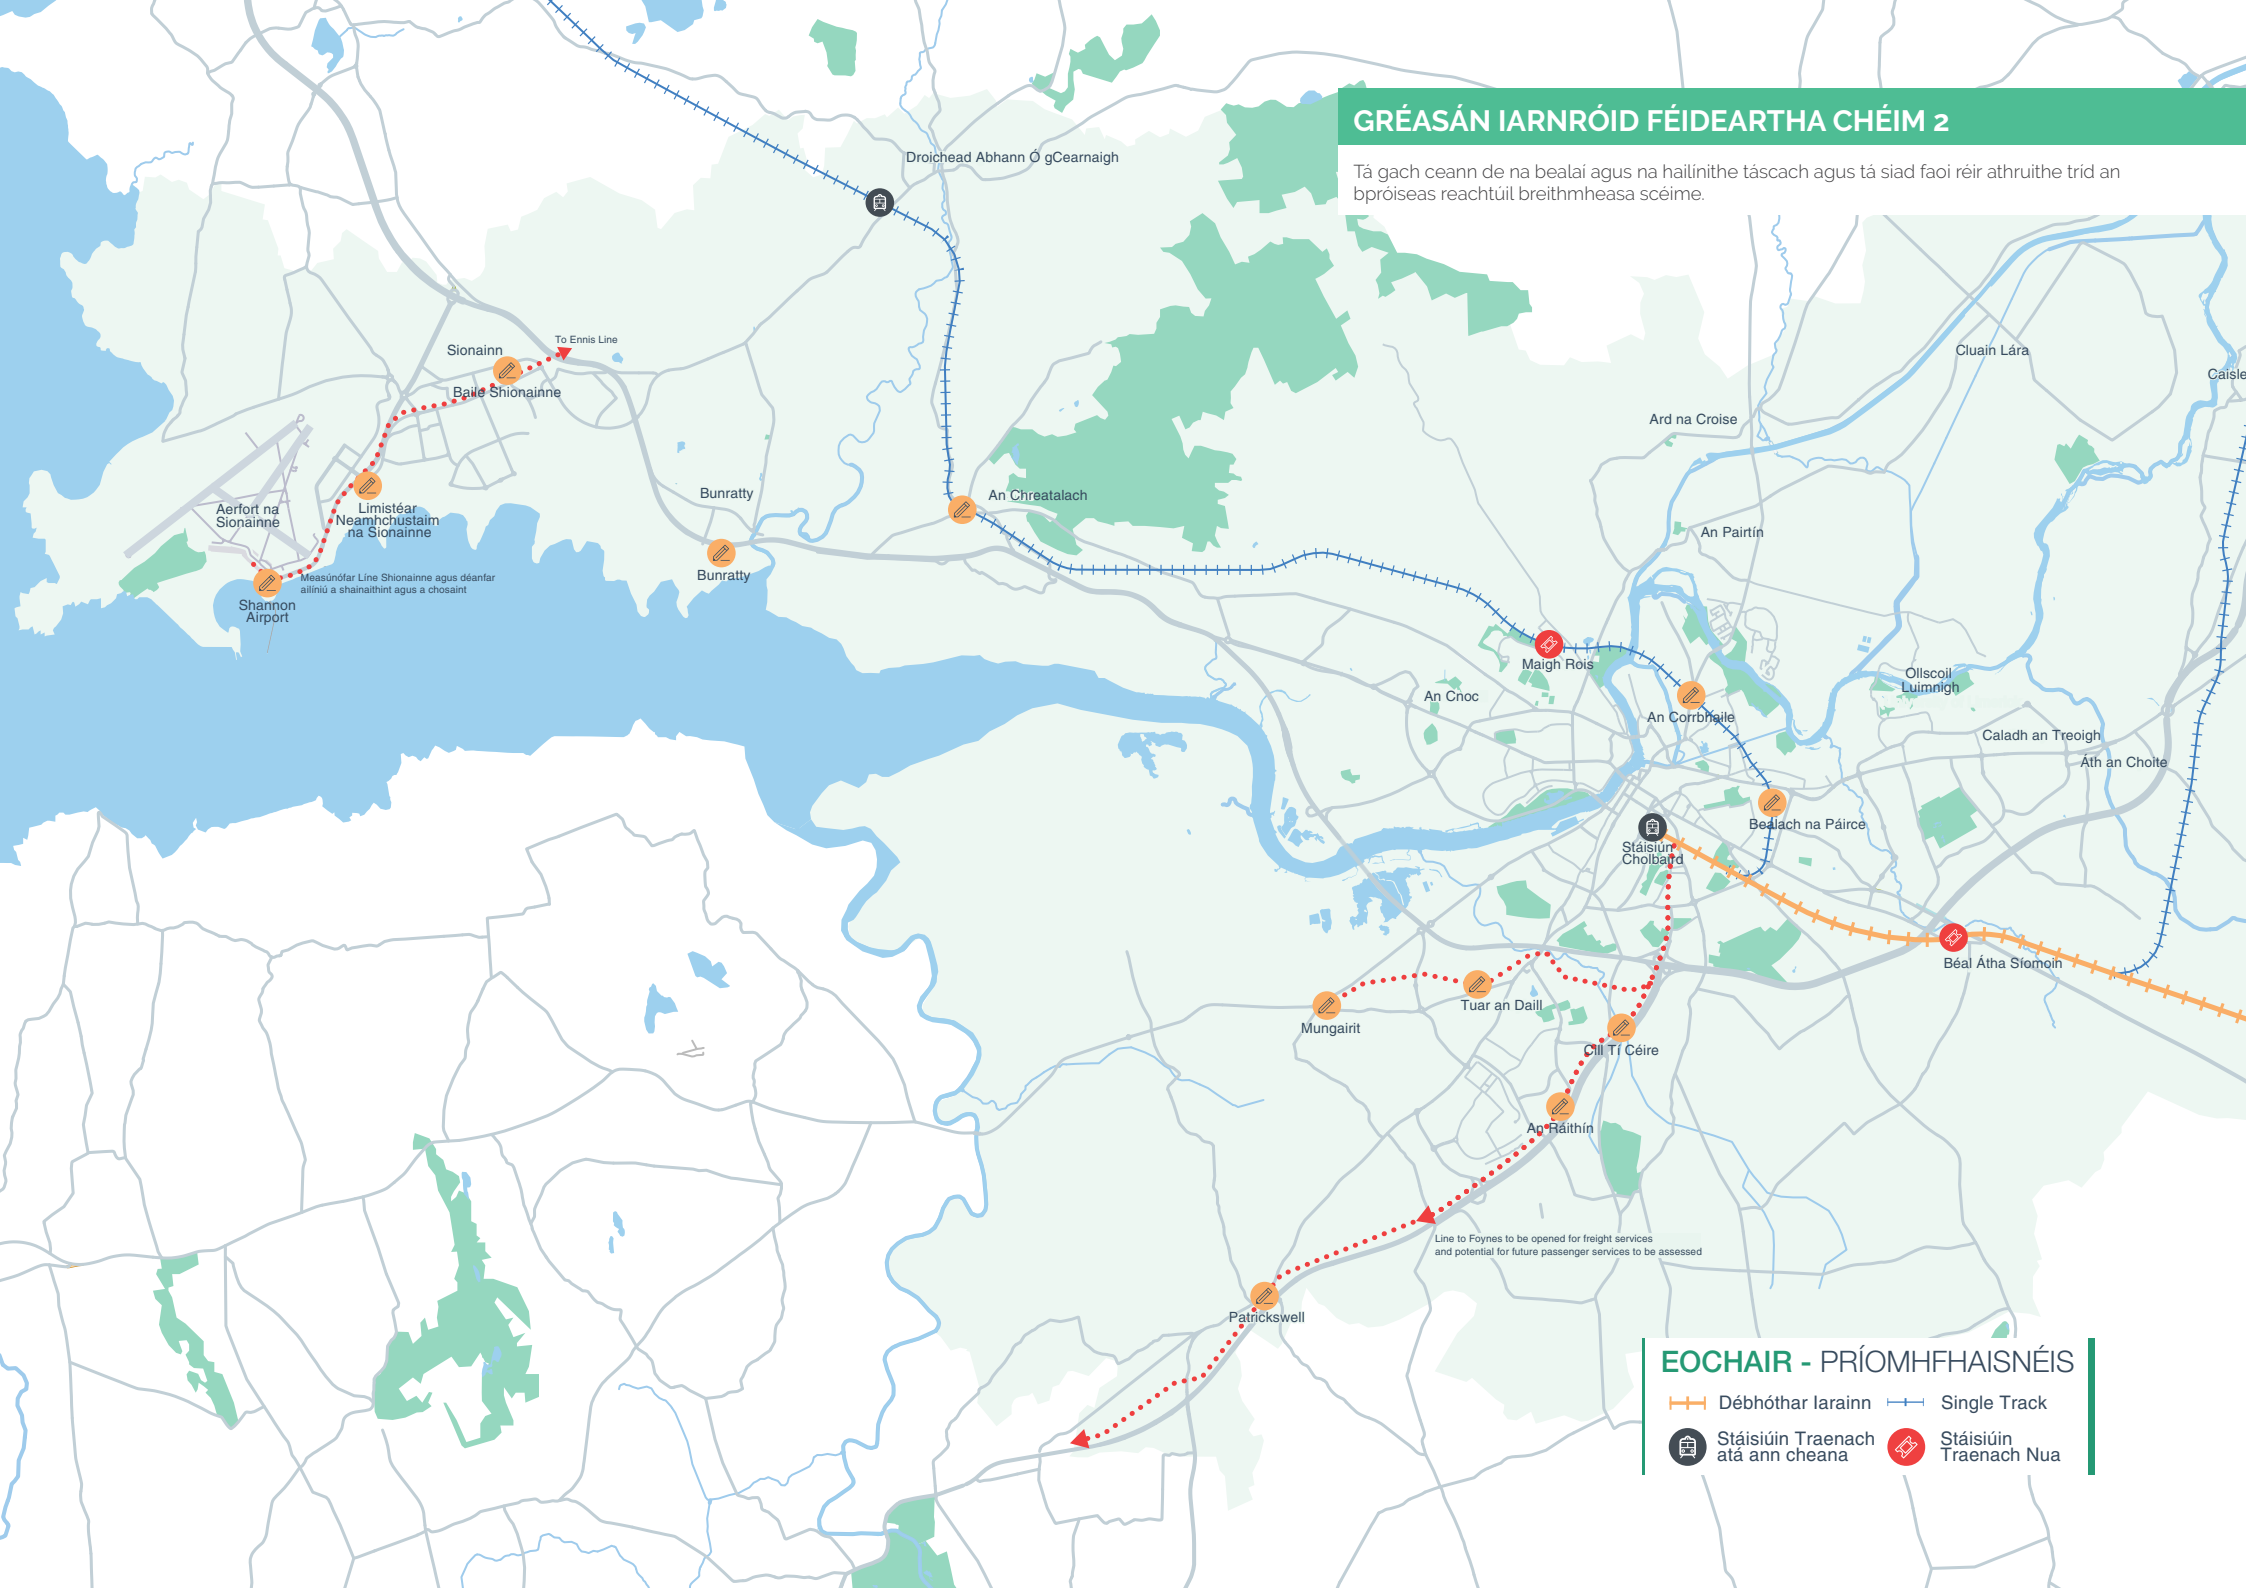 GRÉASÁN IARNRÓID FÉIDEARTHA CHÉIM 2
Tá gach ceann de na bealaí agus na hailínithe táscach agus tá siad faoi réir athruithe tríd an
bpróiseas reachtúil breithmheasa scéime.
Droichead Abhann Ó gCearnaigh
To Ennis Line
Sionainn
Baile Shionainne
Cluain Lára
Caisle
Ard na Croise
Bunratty
An Chreatalach
Aerfort na
Sionainne
Limistéar
Neamhchustaim
na Sionainne
An Pairtín
Bunratty
Measúnófar Líne Shionainne agus déanfar
ailíniú a shainaithint agus a chosaint
Shannon
Airport
Maigh Rois
Ollscoil
Luimnigh
An Cnoc
An Corrbhaile
Caladh an Treoigh
Áth an Choite
Bealach na Páirce
Stáisiún
Cholbaird
Béal Átha Síomoin
Tuar an Daill
Mungairit
Cill Tí Céire
An Ráithín
Line to Foynes to be opened for freight services
and potential for future passenger services to be assessed
Patrickswell
EOCHAIR - PRÍOMHFHAISNÉIS
Débhóthar Iarainn
Single Track
Stáisiúin Traenach
atá ann cheana
Stáisiúin
Traenach Nua